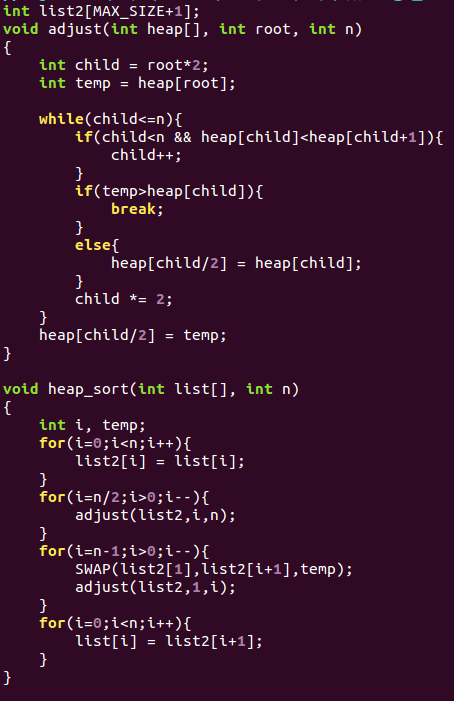 int list2[MAX_SIZE+1];
void adjust(int heap[], int root, int n)
{
    int child = root*2;
    int temp = heap[root];

    while(child<=n){
        if(child<n && heap[child]<heap[child+1]){
            child++;
        }
        if(temp>heap[child]){
            break;
        }
        else{
            heap[child/2] = heap[child];
        }
        child *= 2;
    }
    heap[child/2] = temp;
}

void heap_sort(int list[], int n)
{
    int i, temp;
    for(i=0;i<n;i++){
        list2[i] = list[i];
    }
    for(i=n/2;i>0;i--){
        adjust(list2,i,n);
    }
    for(i=n-1;i>0;i--){
        SWAP(list2[1],list2[i+1],temp);
        adjust(list2,1,i);
    }
    for(i=0;i<n;i++){
        list[i] = list2[i+1];
    }
}